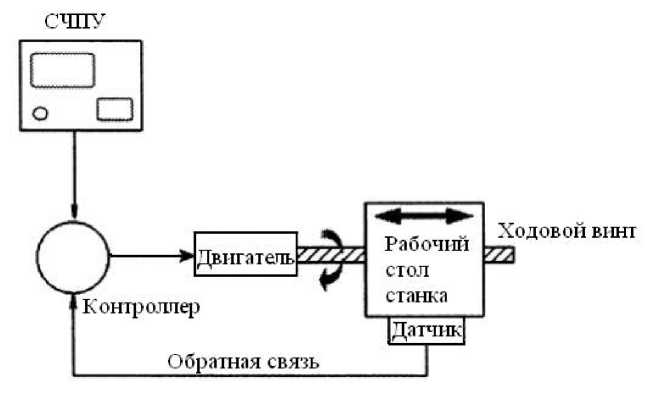 СЧПУ
Ходовой винт
Двигатель
Рабочий
стол
станка
Контроллер
Датчик
Обратная связь